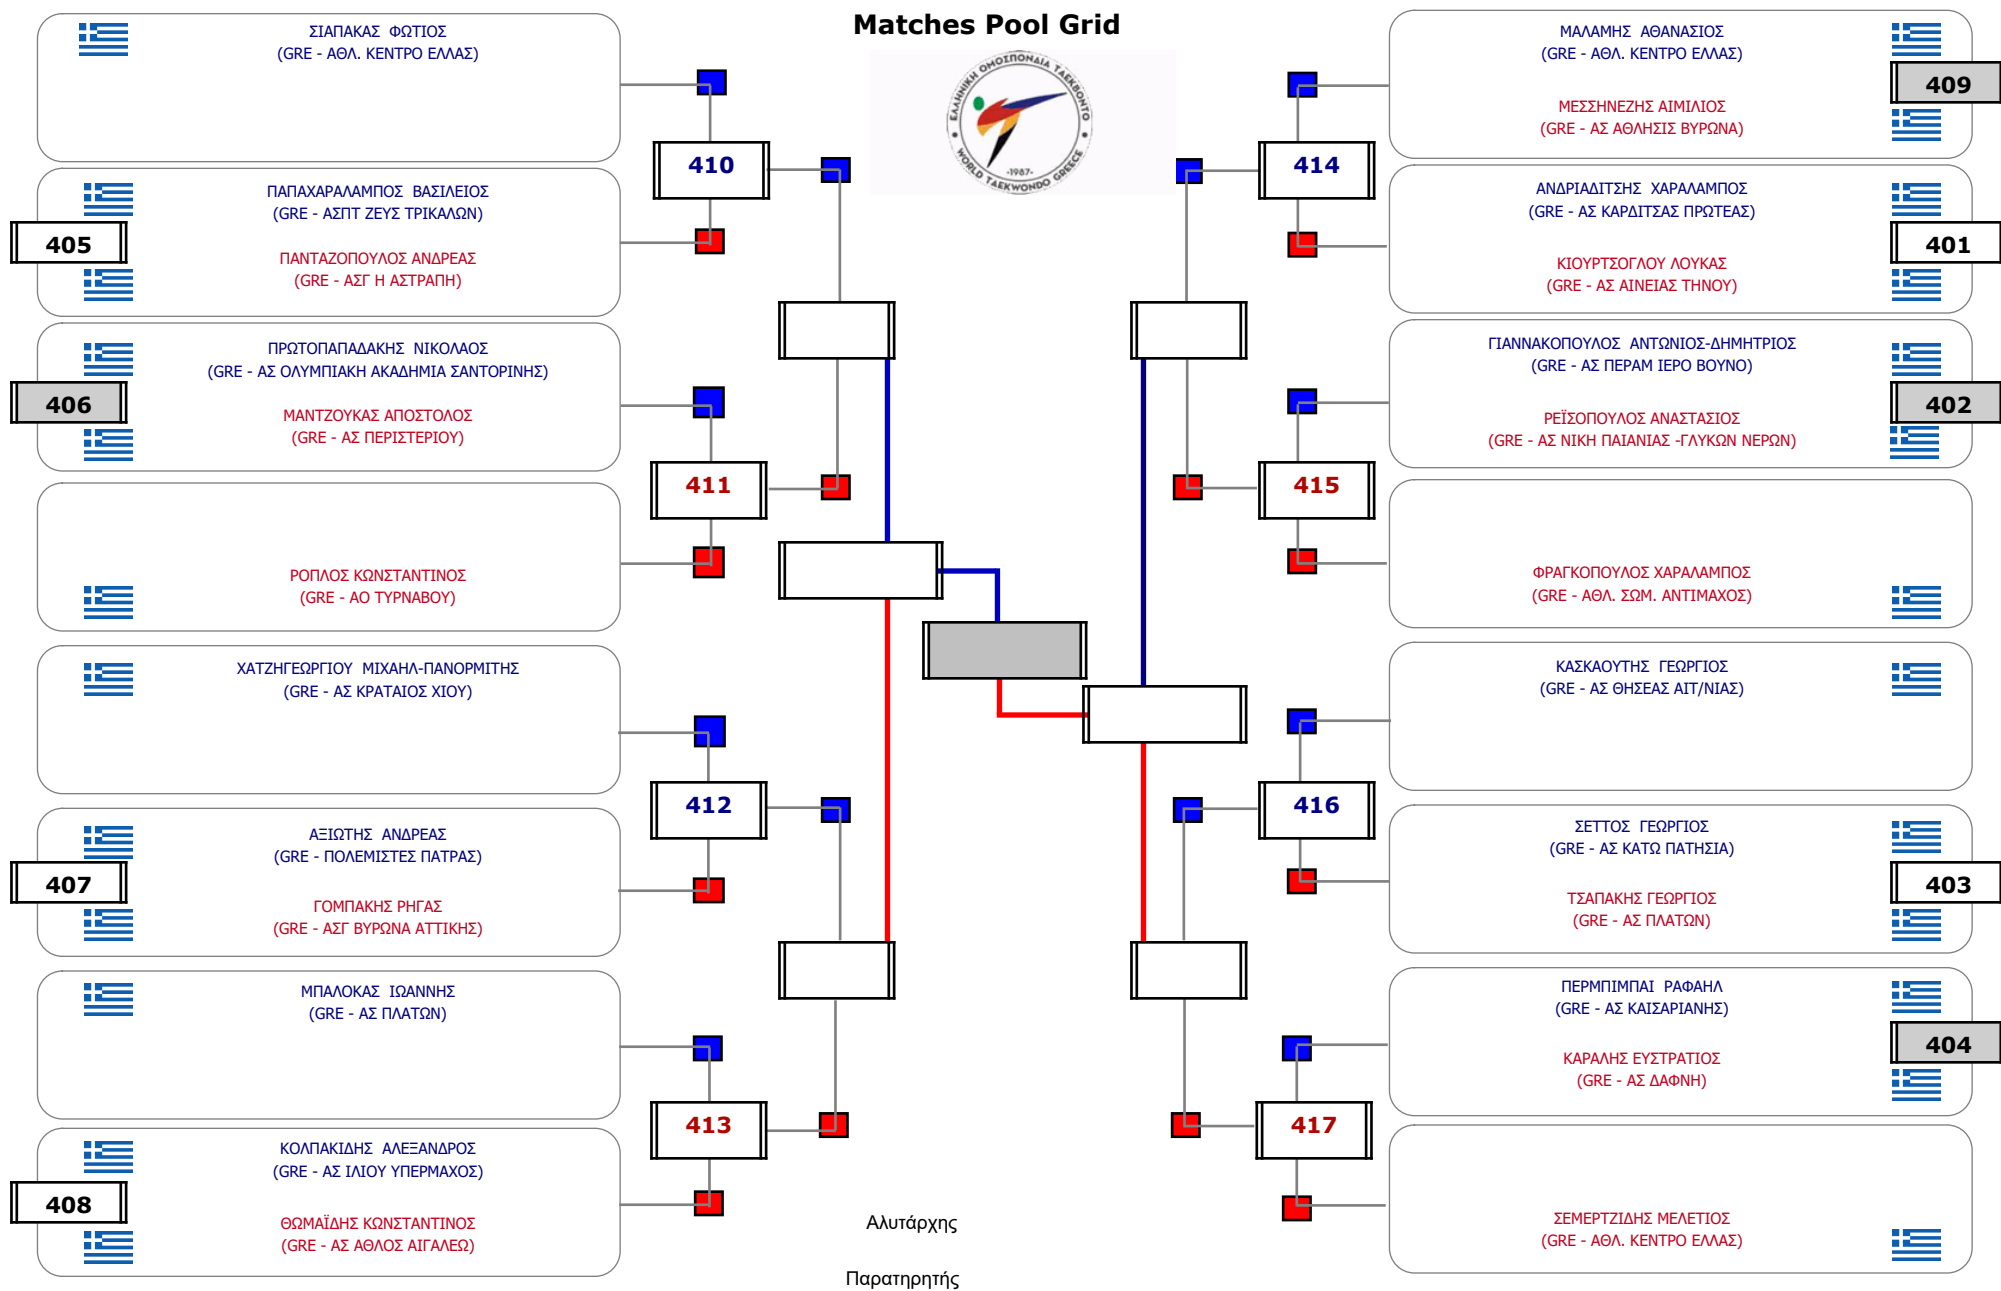 Matches Pool Grid
ΕΛΛΗΝΙΚΗ ΟΜΟΣΠΟΝΔΙΑ ΤΑΕΚΒΟΝΤΟ
-1987-
WORLD TAEKWONDO GREECE
ΣΙΑΠΑΚΑΣ ΦΩΤΙΟΣ
(GRE - ΑΘΛ. ΚΕΝΤΡΟ ΕΛΛΑΣ)
410
405
ΠΑΠΑΧΑΡΑΛΑΜΠΟΣ ΒΑΣΙΛΕΙΟΣ
(GRE - ΑΣΠΤ ΖΕΥΣ ΤΡΙΚΑΛΩΝ)
ΠΑΝΤΑΖΟΠΟΥΛΟΣ ΑΝΔΡΕΑΣ
(GRE - ΑΣΓ Η ΑΣΤΡΑΠΗ)
406
ΠΡΩΤΟΠΑΠΑΔΑΚΗΣ ΝΙΚΟΛΑΟΣ
(GRE - ΑΣ ΟΛΥΜΠΙΑΚΗ ΑΚΑΔΗΜΙΑ ΣΑΝΤΟΡΙΝΗΣ)
ΜΑΝΤΖΟΥΚΑΣ ΑΠΟΣΤΟΛΟΣ
(GRE - ΑΣ ΠΕΡΙΣΤΕΡΙΟΥ)
411
ΡΟΠΛΟΣ ΚΩΝΣΤΑΝΤΙΝΟΣ
(GRE - ΑΟ ΤΥΡΝΑΒΟΥ)
ΧΑΤΖΗΓΕΩΡΓΙΟΥ ΜΙΧΑΗΛ-ΠΑΝΟΡΜΙΤΗΣ
(GRE - ΑΣ ΚΡΑΤΑΙΟΣ ΧΙΟΥ)
412
407
ΑΞΙΩΤΗΣ ΑΝΔΡΕΑΣ
(GRE - ΠΟΛΕΜΙΣΤΕΣ ΠΑΤΡΑΣ)
ΓΟΜΠΑΚΗΣ ΡΗΓΑΣ
(GRE - ΑΣΓ ΒΥΡΩΝΑ ΑΤΤΙΚΗΣ)
ΜΠΑΛΟΚΑΣ ΙΩΑΝΝΗΣ
(GRE - ΑΣ ΠΛΑΤΩΝ)
413
408
ΚΟΛΠΑΚΙΔΗΣ ΑΛΕΞΑΝΔΡΟΣ
(GRE - ΑΣ ΙΛΙΟΥ ΥΠΕΡΜΑΧΟΣ)
ΘΩΜΑΪΔΗΣ ΚΩΝΣΤΑΝΤΙΝΟΣ
(GRE - ΑΣ ΑΘΛΟΣ ΑΙΓΑΛΕΩ)
ΜΑΛΑΜΗΣ ΑΘΑΝΑΣΙΟΣ
(GRE - ΑΘΛ. ΚΕΝΤΡΟ ΕΛΛΑΣ)
409
ΜΕΣΣΗΝΕΖΗΣ ΑΙΜΙΛΙΟΣ
(GRE - ΑΣ ΑΘΛΗΣΙΣ ΒΥΡΩΝΑ)
414
ΑΝΔΡΙΑΔΙΤΣΗΣ ΧΑΡΑΛΑΜΠΟΣ
(GRE - ΑΣ ΚΑΡΔΙΤΣΑΣ ΠΡΩΤΕΑΣ)
401
ΚΙΟΥΡΤΣΟΓΛΟΥ ΛΟΥΚΑΣ
(GRE - ΑΣ ΑΙΝΕΙΑΣ ΤΗΝΟΥ)
ΓΙΑΝΝΑΚΟΠΟΥΛΟΣ ΑΝΤΩΝΙΟΣ-ΔΗΜΗΤΡΙΟΣ
(GRE - ΑΣ ΠΕΡΑΜ ΙΕΡΟ ΒΟΥΝΟ)
402
ΡΕΪΣΟΠΟΥΛΟΣ ΑΝΑΣΤΑΣΙΟΣ
(GRE - ΑΣ ΝΙΚΗ ΠΑΙΑΝΙΑΣ -ΓΛΥΚΩΝ ΝΕΡΩΝ)
415
ΦΡΑΓΚΟΠΟΥΛΟΣ ΧΑΡΑΛΑΜΠΟΣ
(GRE - ΑΘΛ. ΣΩΜ. ΑΝΤΙΜΑΧΟΣ)
ΚΑΣΚΑΟΥΤΗΣ ΓΕΩΡΓΙΟΣ
(GRE - ΑΣ ΘΗΣΕΑΣ ΑΙΤ/ΝΙΑΣ)
416
ΣΕΤΤΟΣ ΓΕΩΡΓΙΟΣ
(GRE - ΑΣ ΚΑΤΩ ΠΑΤΗΣΙΑ)
403
ΤΣΑΠΑΚΗΣ ΓΕΩΡΓΙΟΣ
(GRE - ΑΣ ΠΛΑΤΩΝ)
ΠΕΡΜΠΙΜΠΑΙ ΡΑΦΑΗΛ
(GRE - ΑΣ ΚΑΙΣΑΡΙΑΝΗΣ)
404
ΚΑΡΑΛΗΣ ΕΥΣΤΡΑΤΙΟΣ
(GRE - ΑΣ ΔΑΦΝΗ)
417
ΣΕΜΕΡΤΖΙΔΗΣ ΜΕΛΕΤΙΟΣ
(GRE - ΑΘΛ. ΚΕΝΤΡΟ ΕΛΛΑΣ)
Αλυτάρχης
Παρατηρητής